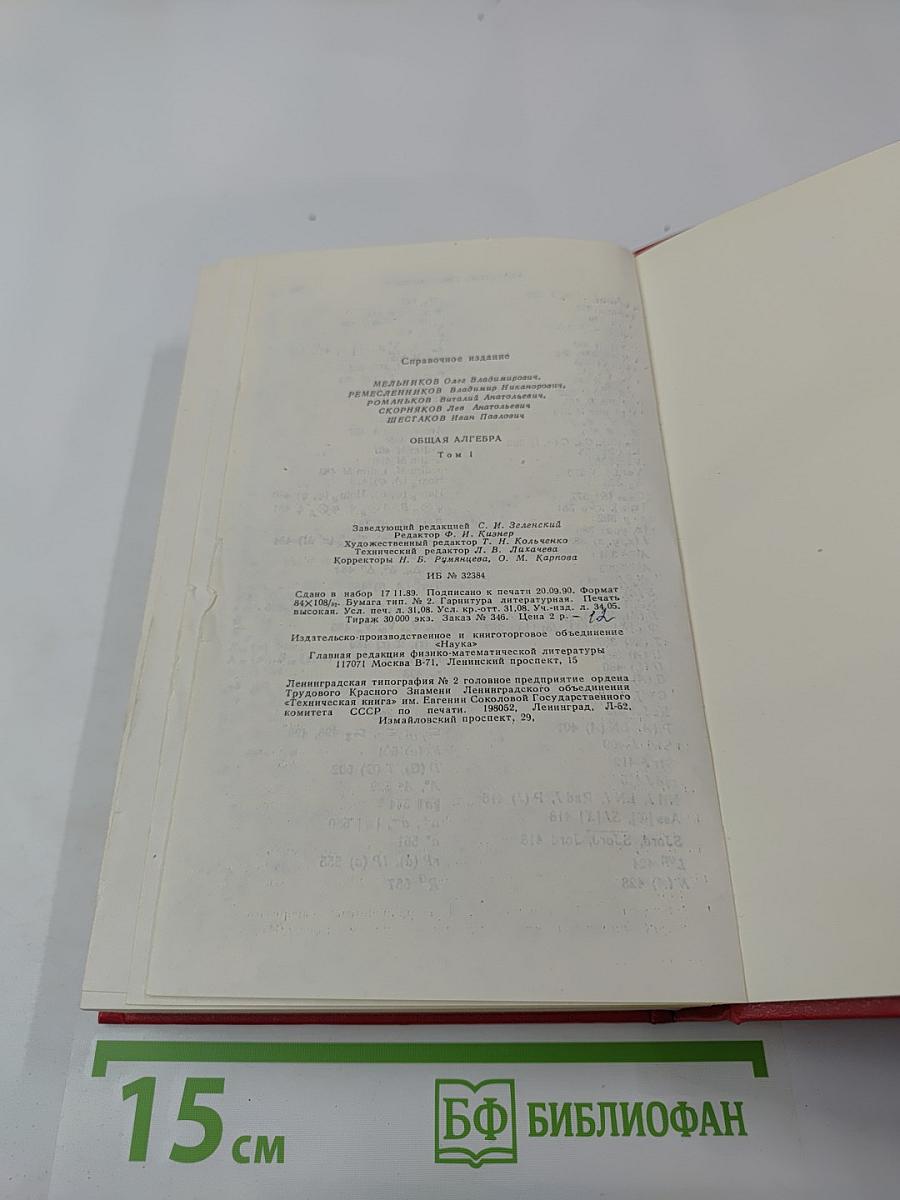 Справочное издание
МЕЛЬНИКОВ Олег Владимирович,
РЕМЕСЛЕННИКОВ Владимир Никанорович,
РОМАНЬКОВ Виталий Анатольевич,
СКОРНЯКОВ Лев Анатольевич
ШЕСТАКОВ Иван Павлович
ОБЩАЯ АЛГЕБРА
Том 1
Заведующий редакцией С. И. Зеленский
Редактор Ф. И. Кизнер
Художественный редактор Т. Н. Кольченко
Технический редактор Л. В. Лихачева
Корректоры Н. Б. Румянцева, О. М. Карпова
ИБ № 32384
Сдано в набор 17 11.89. Подписано к печати 20.09.90. Формат
84×108/32. Бумага тип. № 2. Гарнитура литературная. Печать
высокая. Усл. печ. л. 31,08. Усл. кр.-отт. 31,08. Уч.-изд. л. 34,05.
Тираж 30 000 экз. Заказ № 346. Цена 2 р. – 12
Издательско-производственное и книготорговое объединение
«Наука»
Главная редакция физико-математической литературы
117071 Москва В-71, Ленинский проспект, 15
Ленинградская типография № 2 головное предприятие ордена
Трудового Красного Знамени Ленинградского объединения
«Техническая книга» им. Евгении Соколовой Государственного
комитета СССР по печати. 198052, Ленинград, Л-52,
Измайловский проспект, 29,
15 см
БФ БИБЛИОФАН